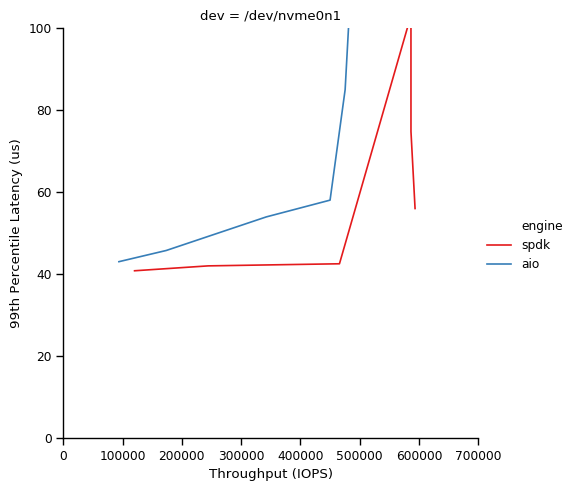 dev = /dev/nvme0n1
99th Percentile Latency (us)
100
80
60
40
20
0
0 100000 200000 300000 400000 500000 600000 700000
Throughput (IOPS)
engine
spdk
aio